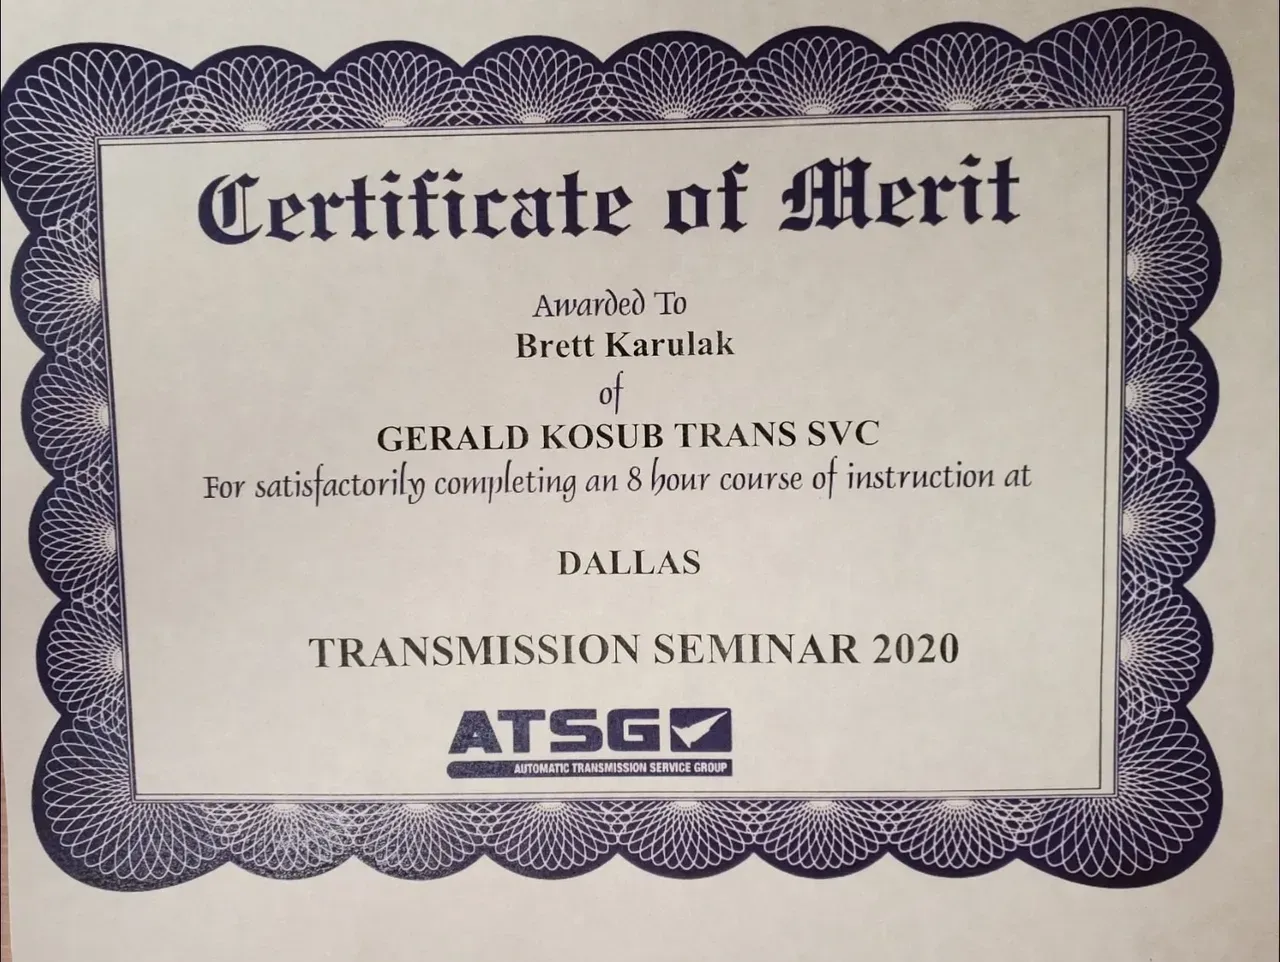 Certificate of Merit
Awarded To
Brett Karulak
of
GERALD KOSUB TRANS SVC
For satisfactorily completing an 8 hour course of instruction at
DALLAS
TRANSMISSION SEMINAR 2020
ATSG
AUTOMATIC TRANSMISSION SERVICE GROUP